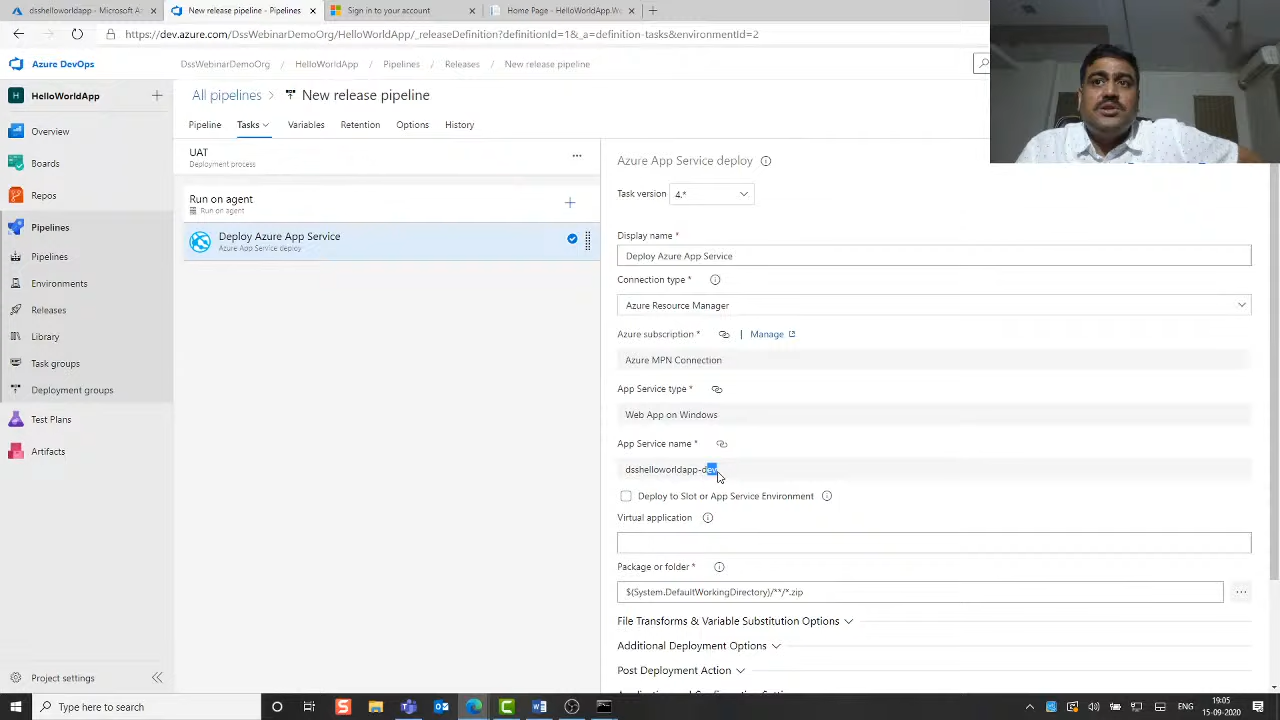 dsshelloworldapp - Microsoft A
New release pipeline - Pipelines
Sign in to your account
Home Page - HelloWorldApp.W
https://dev.azure.com/DssWebinarDemoOrg/HelloWorldApp/_releaseDefinition?definitionId=1&_a=definition-tasks&environmentId=2
Azure DevOps
DssWebinarDemoOrg / HelloWorldApp / Pipelines / Releases / New release pipeline
H HelloWorldApp
Overview
Boards
Repos
Pipelines
Pipelines
Environments
Releases
Library
Task groups
Deployment groups
Test Plans
Artifacts
Project settings
All pipelines > New release pipeline
Pipeline Tasks Variables Retention Options History
UAT
Deployment process
Run on agent
Run on agent
Deploy Azure App Service
Azure App Service deploy
Azure App Service deploy
Task version 4.*
Display name *
Deploy Azure App Service
Connection type *
Azure Resource Manager
Azure subscription * | Manage
Azure MPN Connection
App Service type *
Web App on Windows
App Service name *
dsshelloworldapp-dev
Deploy to Slot or App Service Environment
Virtual application
Package or folder *
$(System.DefaultWorkingDirectory)/**/*.zip
File Transforms & Variable Substitution Options
Additional Deployment Options
Post Deployment Action
Type here to search
ENG
19:05
15-09-2020